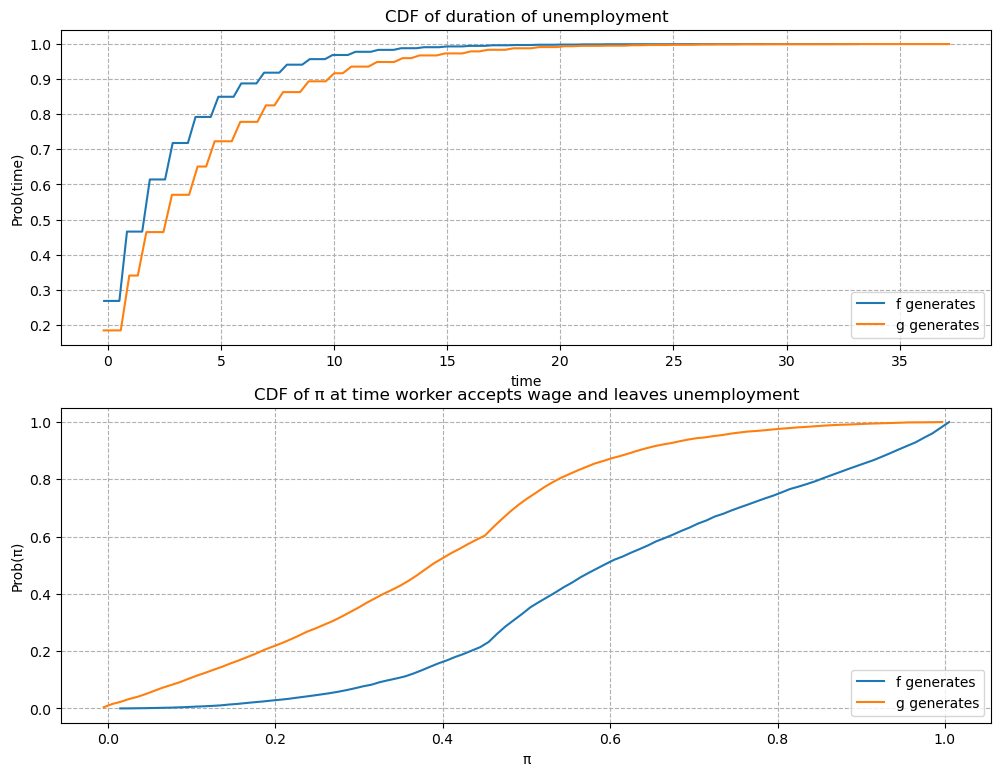 CDF of duration of unemployment
1.0
0.9
0.8
0.7
0.6
0.5
0.4
0.3
0.2
Prob(time)
f generates
g generates
0 5 10 15 20 25 30 35
time
CDF of π at time worker accepts wage and leaves unemployment
1.0
0.8
0.6
0.4
0.2
0.0
Prob(π)
f generates
g generates
0.0 0.2 0.4 0.6 0.8 1.0
π